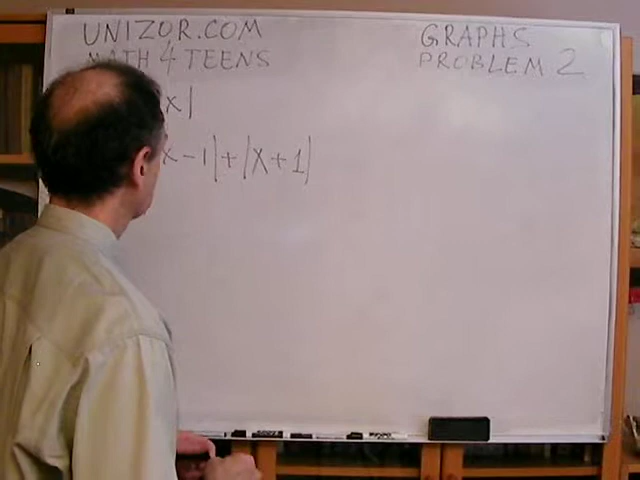 UNIZOR.COM
MATH 4 TEENS
GRAPHS
PROBLEM 2
x|
x-1|+|x+1|